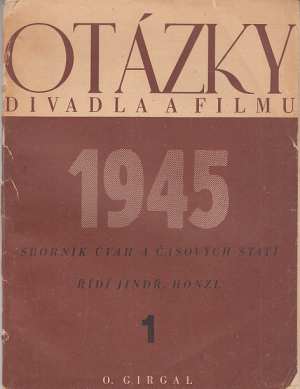 OTÁZKY
DIVADLA A FILMU
1945
SBORNÍK ÚVAH A ČASOVÝCH STATÍ
ŘÍDÍ JINDŘ. HONZL
1
O. GIRGAL